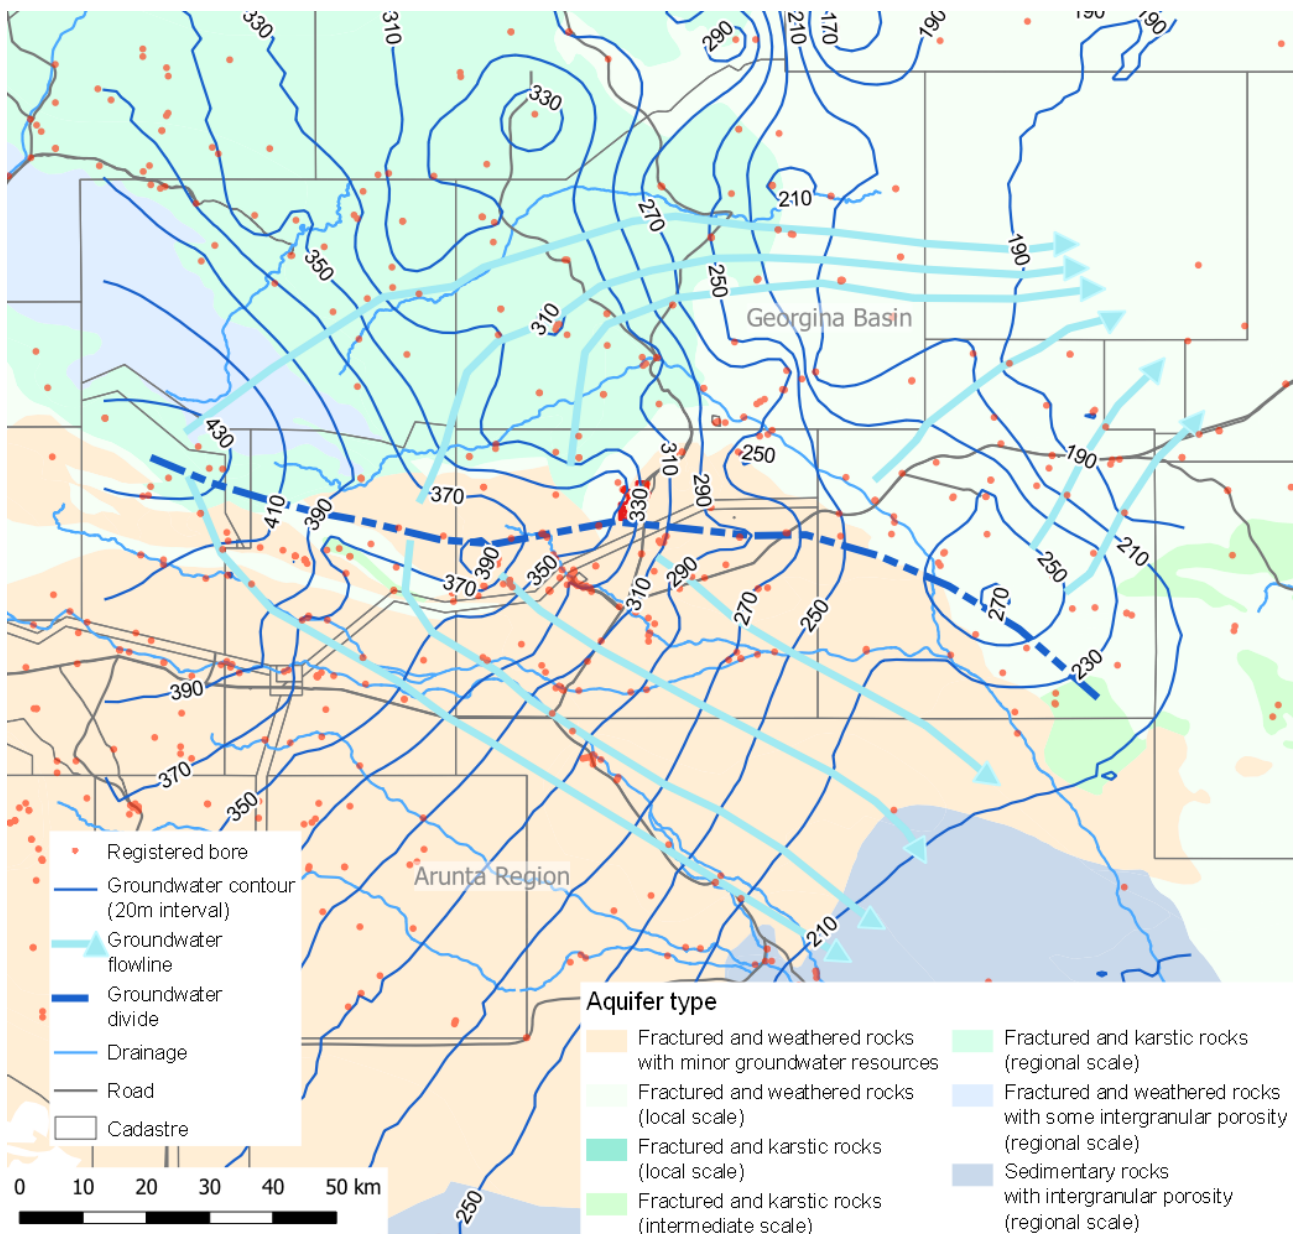 330
310
290
210
170
190
190
190
330
210
270
350
190
250
310
Georgina Basin
430
310
250
190
370
290
410
390
330
210
390
350
250
370
290
310
270
270
250
230
390
370
350
Arunta Region
210
250
Registered bore
Groundwater contour
(20m interval)
Groundwater
flowline
Groundwater
divide
Drainage
Road
Cadastre
0 10 20 30 40 50 km
Aquifer type
Fractured and weathered rocks
with minor groundwater resources
Fractured and weathered rocks
(local scale)
Fractured and karstic rocks
(local scale)
Fractured and karstic rocks
(intermediate scale)
Fractured and karstic rocks
(regional scale)
Fractured and weathered rocks
with some intergranular porosity
(regional scale)
Sedimentary rocks
with intergranular porosity
(regional scale)